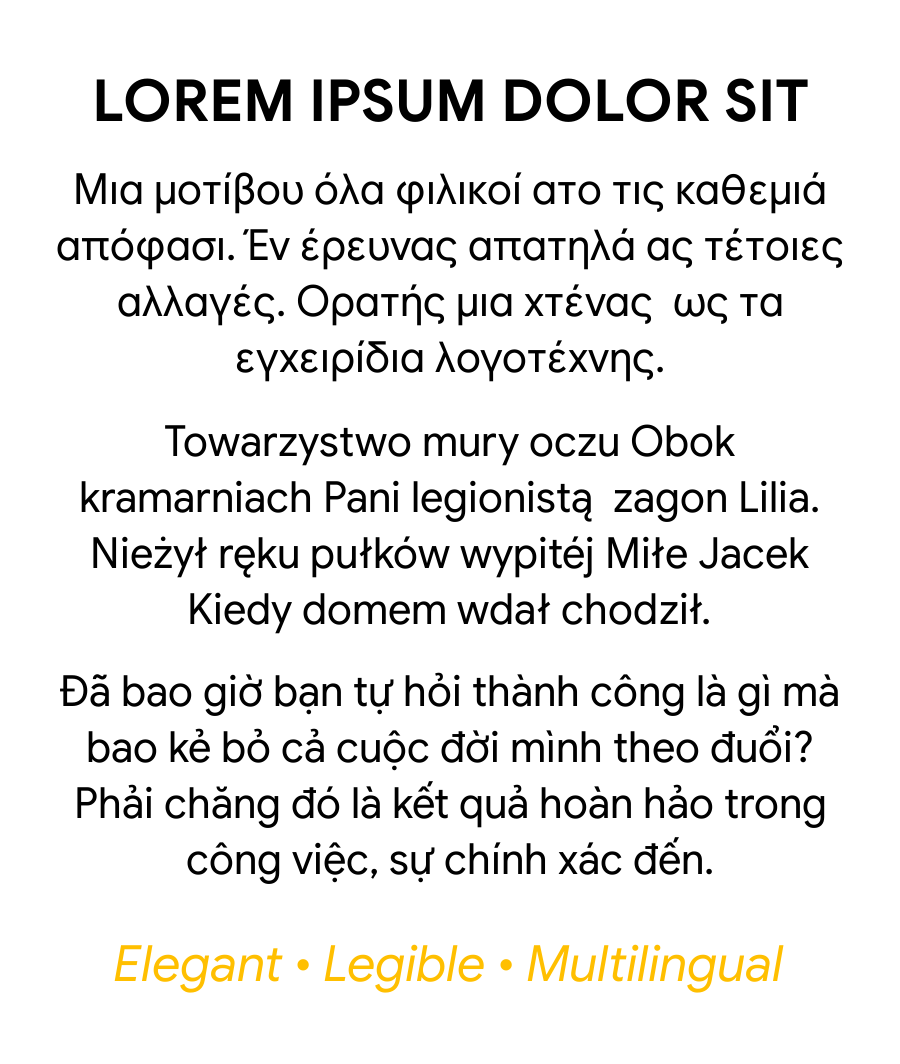 LOREM IPSUM DOLOR SIT
Μια μοτίβου όλα φιλικοί ατο τις καθεμιά
απόφασι. Έν έρευνας απατηλά ας τέτοιες
αλλαγές. Ορατής μια χτένας  ως τα
εγχειρίδια λογοτέχνης.
Towarzystwo mury oczu Obok
kramarniach Pani legionistą  zagon Lilia.
Nieżył ręku pułków wypitéj Miłe Jacek
Kiedy domem wdał chodził.
Đã bao giờ bạn tự hỏi thành công là gì mà
bao kẻ bỏ cả cuộc đời mình theo đuổi?
Phải chăng đó là kết quả hoàn hảo trong
công việc, sự chính xác đến.
Elegant • Legible • Multilingual